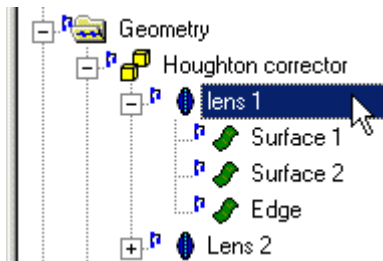 Geometry
Houghton corrector
lens 1
Surface 1
Surface 2
Edge
Lens 2